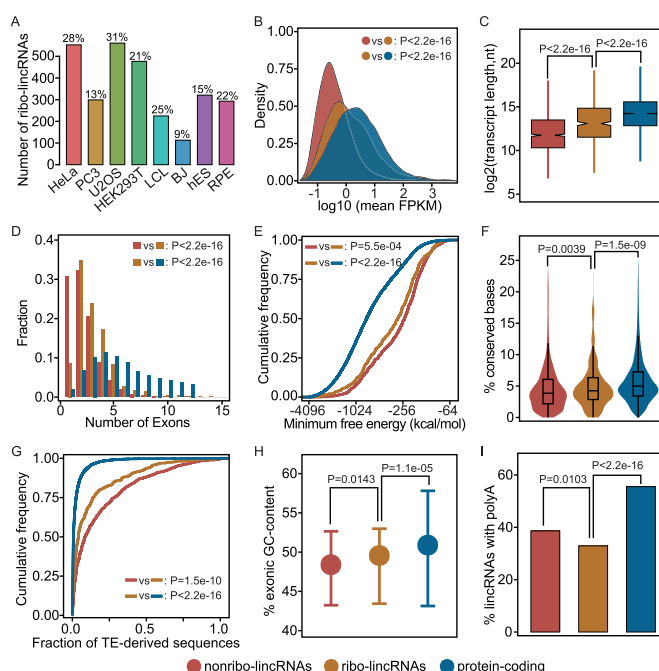 A
Number of ribo-lincRNAs
500
400
300
200
100
0
28%
13%
31%
21%
25%
9%
15%
22%
HeLa
PC3
U2OS
HEK293T
LCL
BJ
hES
RPE
B
Density
1.00
0.75
0.50
0.25
0.00
vs : P<2.2e-16
vs : P<2.2e-16
-1 0 1 2 3
log10 (mean FPKM)
C
log2(transcript length,nt)
20
15
10
P<2.2e-16
P<2.2e-16
D
Fraction
0.4
0.3
0.2
0.1
0.0
vs : P<2.2e-16
vs : P<2.2e-16
0 5 10 15
Number of Exons
E
Cumulative frequency
1.00
0.75
0.50
0.25
0.00
vs : P=5.5e-04
vs : P<2.2e-16
-4096 -1024 -256 -64
Minimum free energy (kcal/mol)
F
% conserved bases
25
20
15
10
5
0
P=0.0039
P=1.5e-09
G
Cumulative frequency
1.00
0.75
0.50
0.25
0.00
vs : P=1.5e-10
vs : P<2.2e-16
0.0 0.5 1.0
Fraction of TE-derived sequences
H
% exonic GC-content
60
55
50
45
40
P=0.0143
P=1.1e-05
I
% lincRNAs with polyA
60
40
20
0
P=0.0103
P<2.2e-16
nonribo-lincRNAs ribo-lincRNAs protein-coding